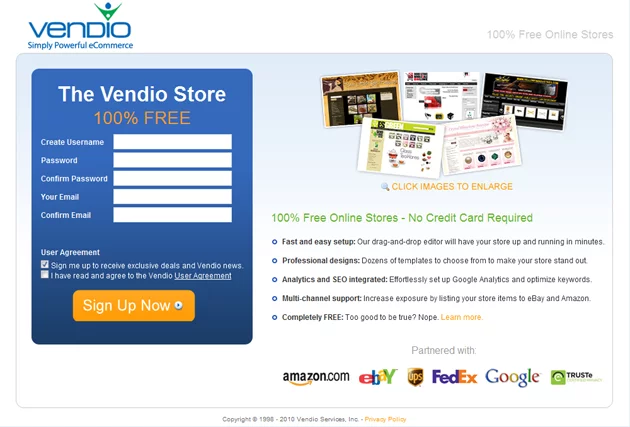 vendio
Simply Powerful eCommerce
100% Free Online Stores
The Vendio Store
100% FREE
Create Username
Password
Confirm Password
Your Email
Confirm Email
User Agreement
Sign me up to receive exclusive deals and Vendio news.
I have read and agree to the Vendio User Agreement
Sign Up Now
CLICK IMAGES TO ENLARGE
100% Free Online Stores - No Credit Card Required
Fast and easy setup: Our drag-and-drop editor will have your store up and running in minutes.
Professional designs: Dozens of templates to choose from to make your store stand out.
Analytics and SEO integrated: Effortlessly set up Google Analytics and optimize keywords.
Multi-channel support: Increase exposure by listing your store items to eBay and Amazon.
Completely FREE: Too good to be true? Nope. Learn more.
Partnered with:
amazon.com ebY ups FedEx Google TRUSTe
Copyright © 1998 - 2010 Vendio Services, Inc. - Privacy Policy